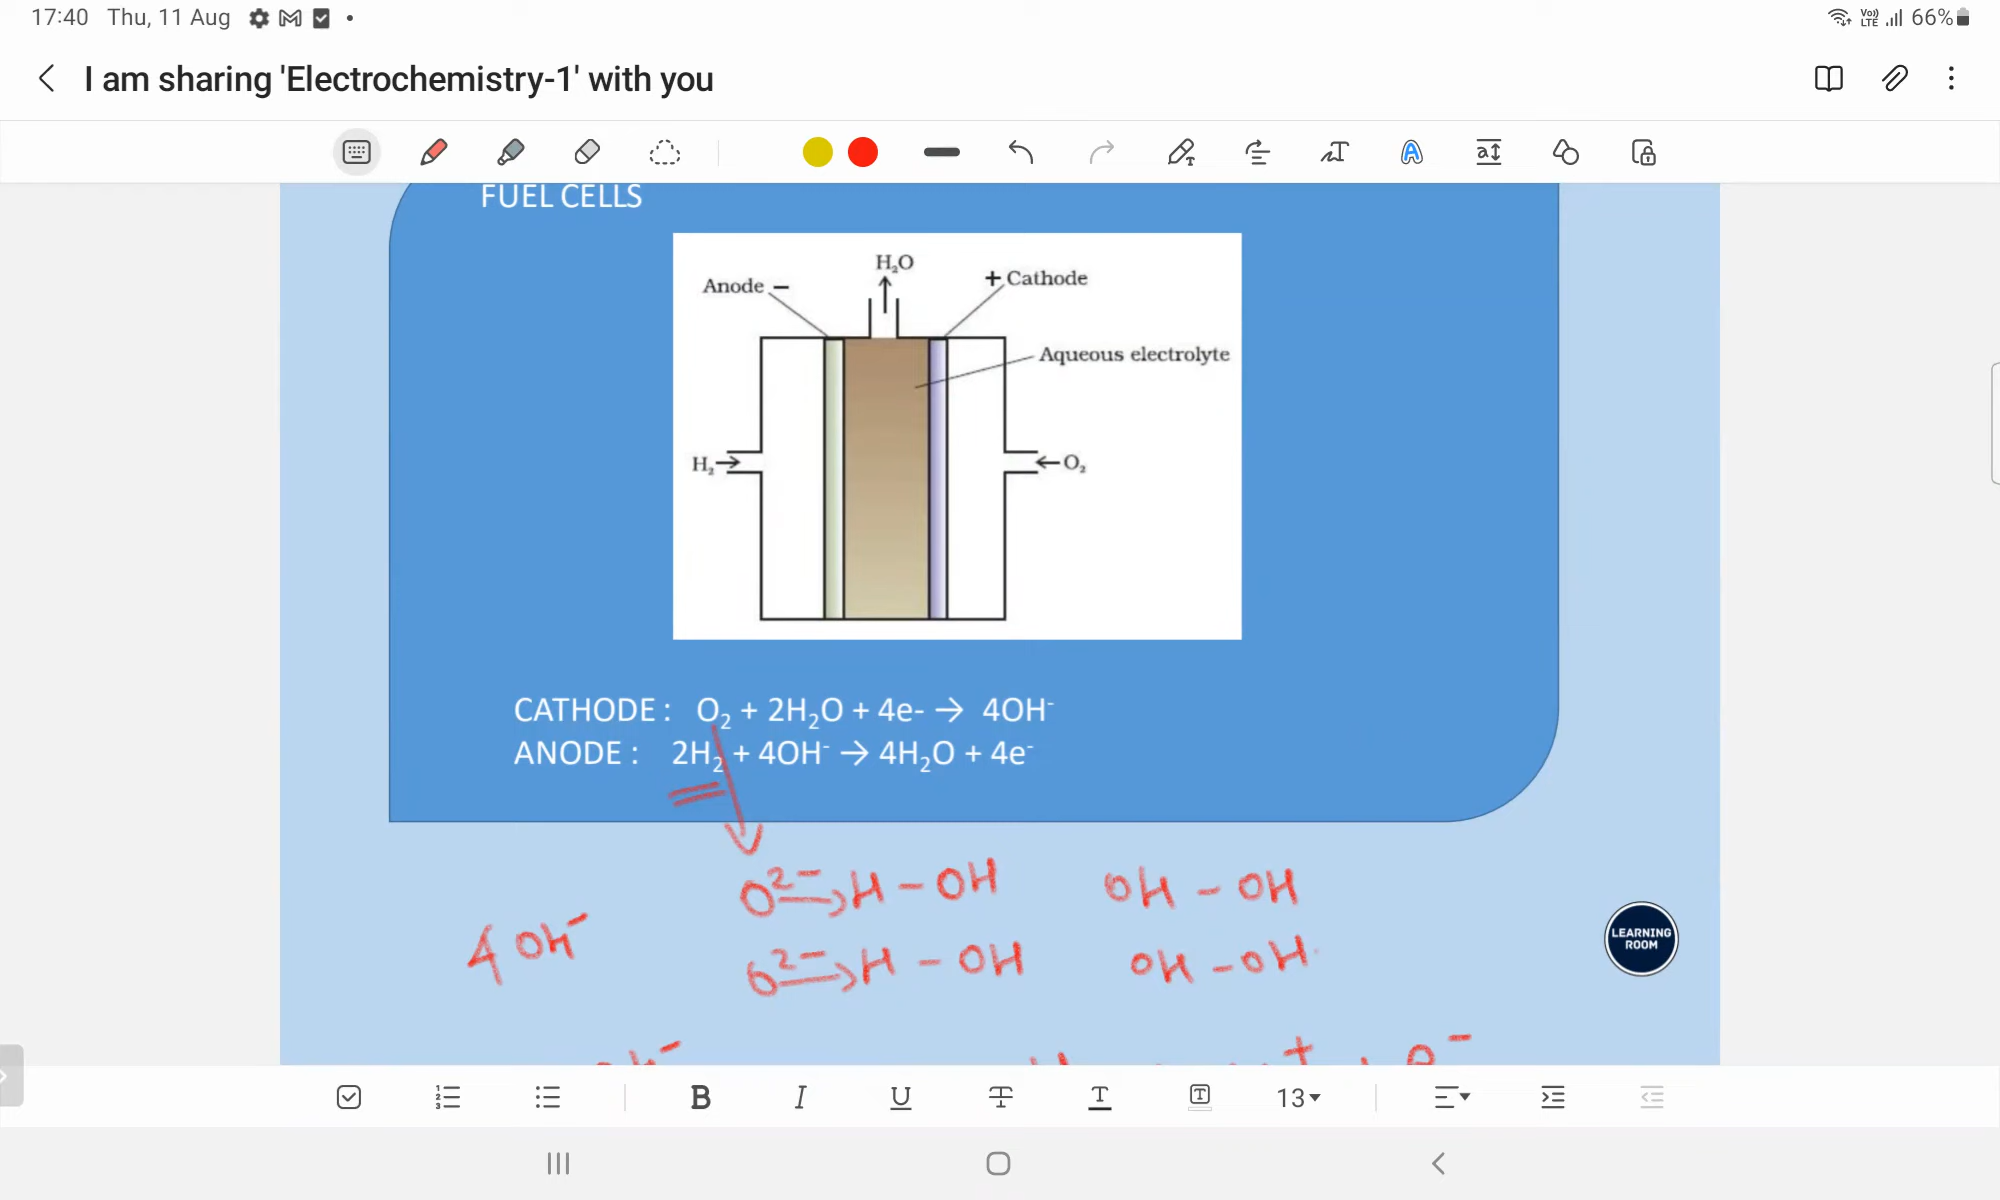 17:40 Thu, 11 Aug
Vo)) LTE 66%
I am sharing 'Electrochemistry-1' with you
FUEL CELLS
H₂O
Anode −
+ Cathode
Aqueous electrolyte
H₂→
←O₂
CATHODE : O₂ + 2H₂O + 4e- → 4OH⁻
ANODE : 2H₂ + 4OH⁻ → 4H₂O + 4e⁻
O²⁻ → H - OH OH - OH
4 OH⁻
O²⁻ → H - OH OH - OH
LEARNING
ROOM
B I U T T T 13